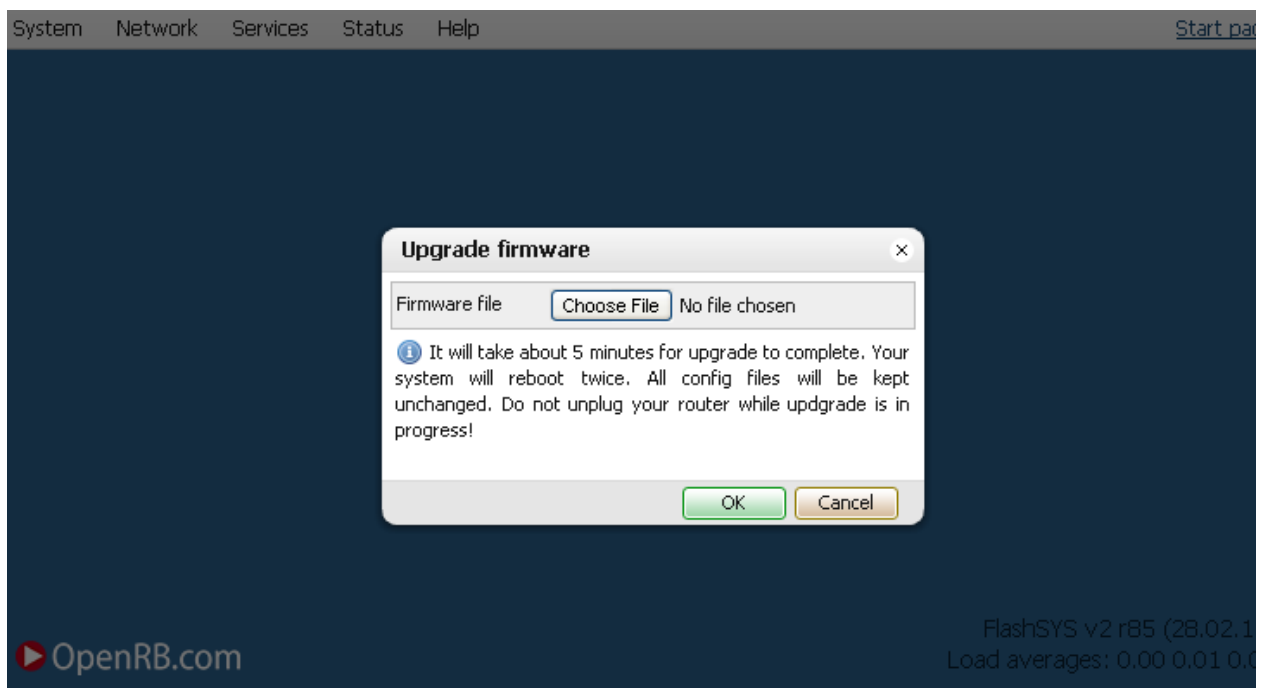 System Network Services Status Help Start
Upgrade firmware
Firmware file Choose File No file chosen
It will take about 5 minutes for upgrade to complete. Your
system will reboot twice. All config files will be kept
unchanged. Do not unplug your router while updgrade is in
progress!
OK Cancel
FlashSYS v2 r85 (28.02.1
OpenRB.com
Load averages: 0.00 0.01 0.0